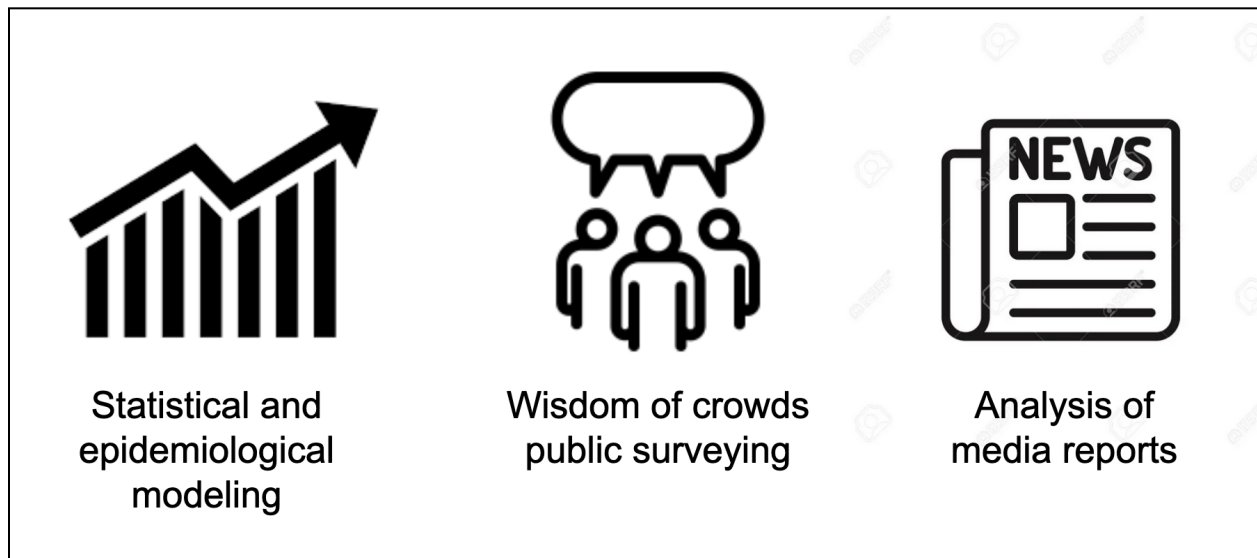 NEWS
Statistical and
epidemiological
modeling
Wisdom of crowds
public surveying
Analysis of
media reports